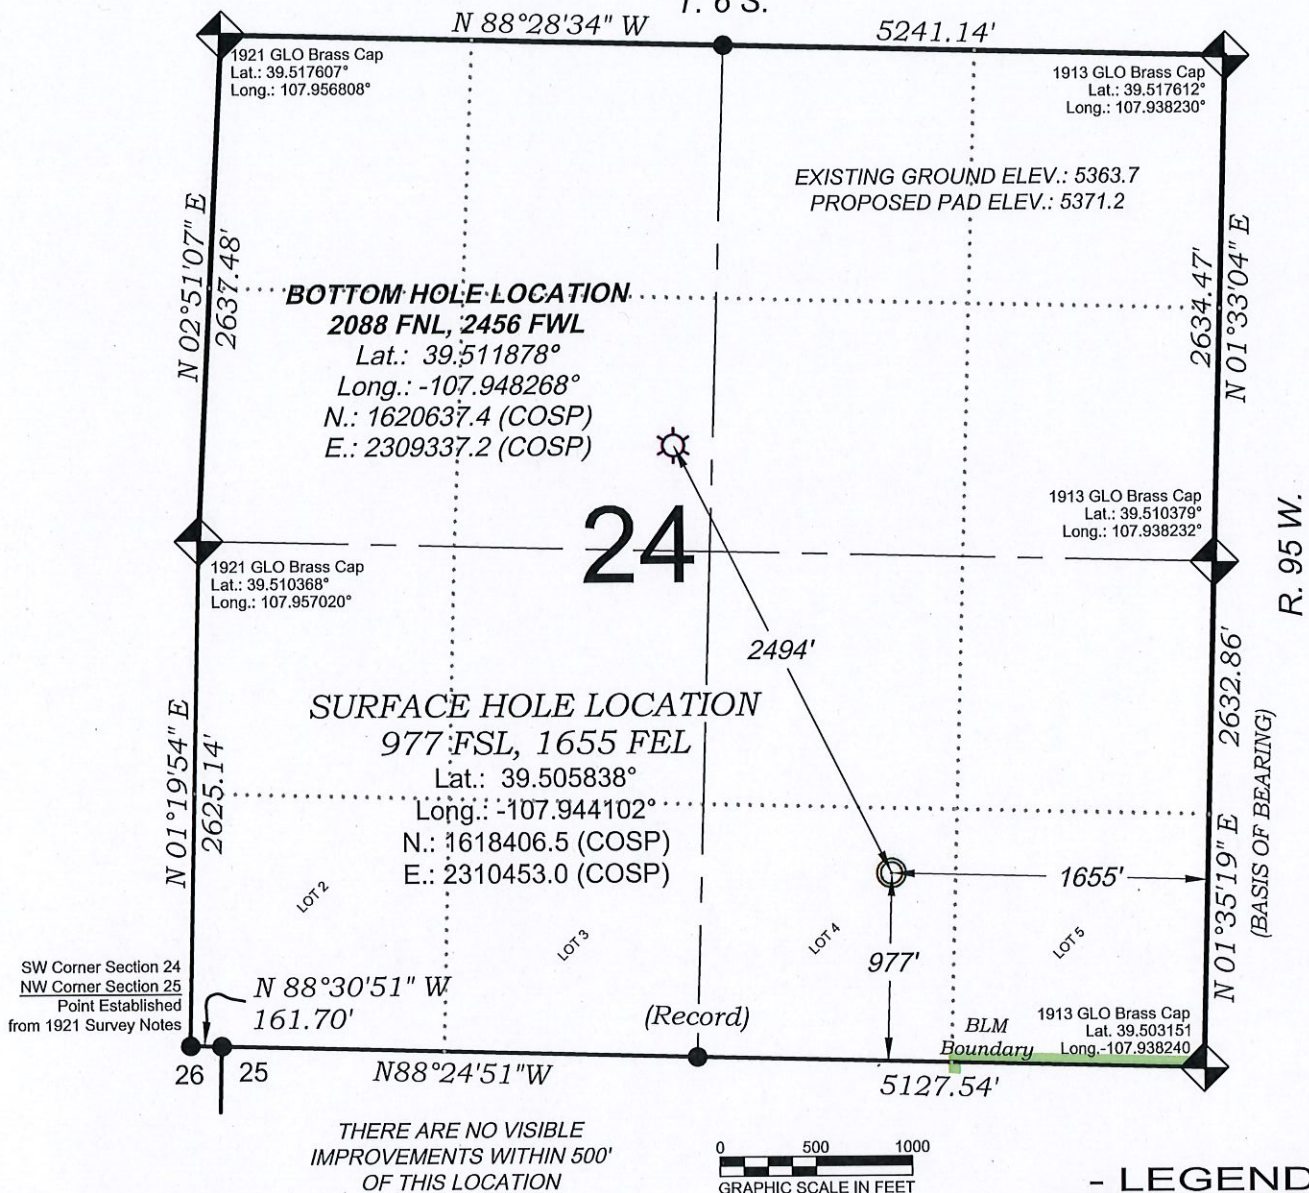 T. 6 S.
N 88°28'34" W
5241.14'
1921 GLO Brass Cap
Lat.: 39.517607°
Long.: 107.956808°
1913 GLO Brass Cap
Lat.: 39.517612°
Long.: 107.938230°
EXISTING GROUND ELEV.: 5363.7
PROPOSED PAD ELEV.: 5371.2
N 02°51'07" E
2637.48'
2634.47'
N 01°33'04" E
BOTTOM HOLE LOCATION
2088 FNL, 2456 FWL
Lat.: 39.511878°
Long.: -107.948268°
N.: 1620637.4 (COSP)
E.: 2309337.2 (COSP)
24
1913 GLO Brass Cap
Lat.: 39.510379°
Long.: 107.938232°
R. 95 W.
1921 GLO Brass Cap
Lat.: 39.510368°
Long.: 107.957020°
2494'
SURFACE HOLE LOCATION
977 FSL, 1655 FEL
Lat.: 39.505838°
Long.: -107.944102°
N.: 1618406.5 (COSP)
E.: 2310453.0 (COSP)
N 01°19'54" E
2625.14'
N 01°35'19" E 2632.86'
(BASIS OF BEARING)
1655'
977'
LOT 2
LOT 3
LOT 4
LOT 5
SW Corner Section 24
NW Corner Section 25
Point Established
from 1921 Survey Notes
N 88°30'51" W
161.70'
(Record)
BLM
Boundary
1913 GLO Brass Cap
Lat. 39.503151
Long.-107.938240
26
25
N88°24'51"W
5127.54'
THERE ARE NO VISIBLE
IMPROVEMENTS WITHIN 500'
OF THIS LOCATION
0 500 1000
GRAPHIC SCALE IN FEET
- LEGEND